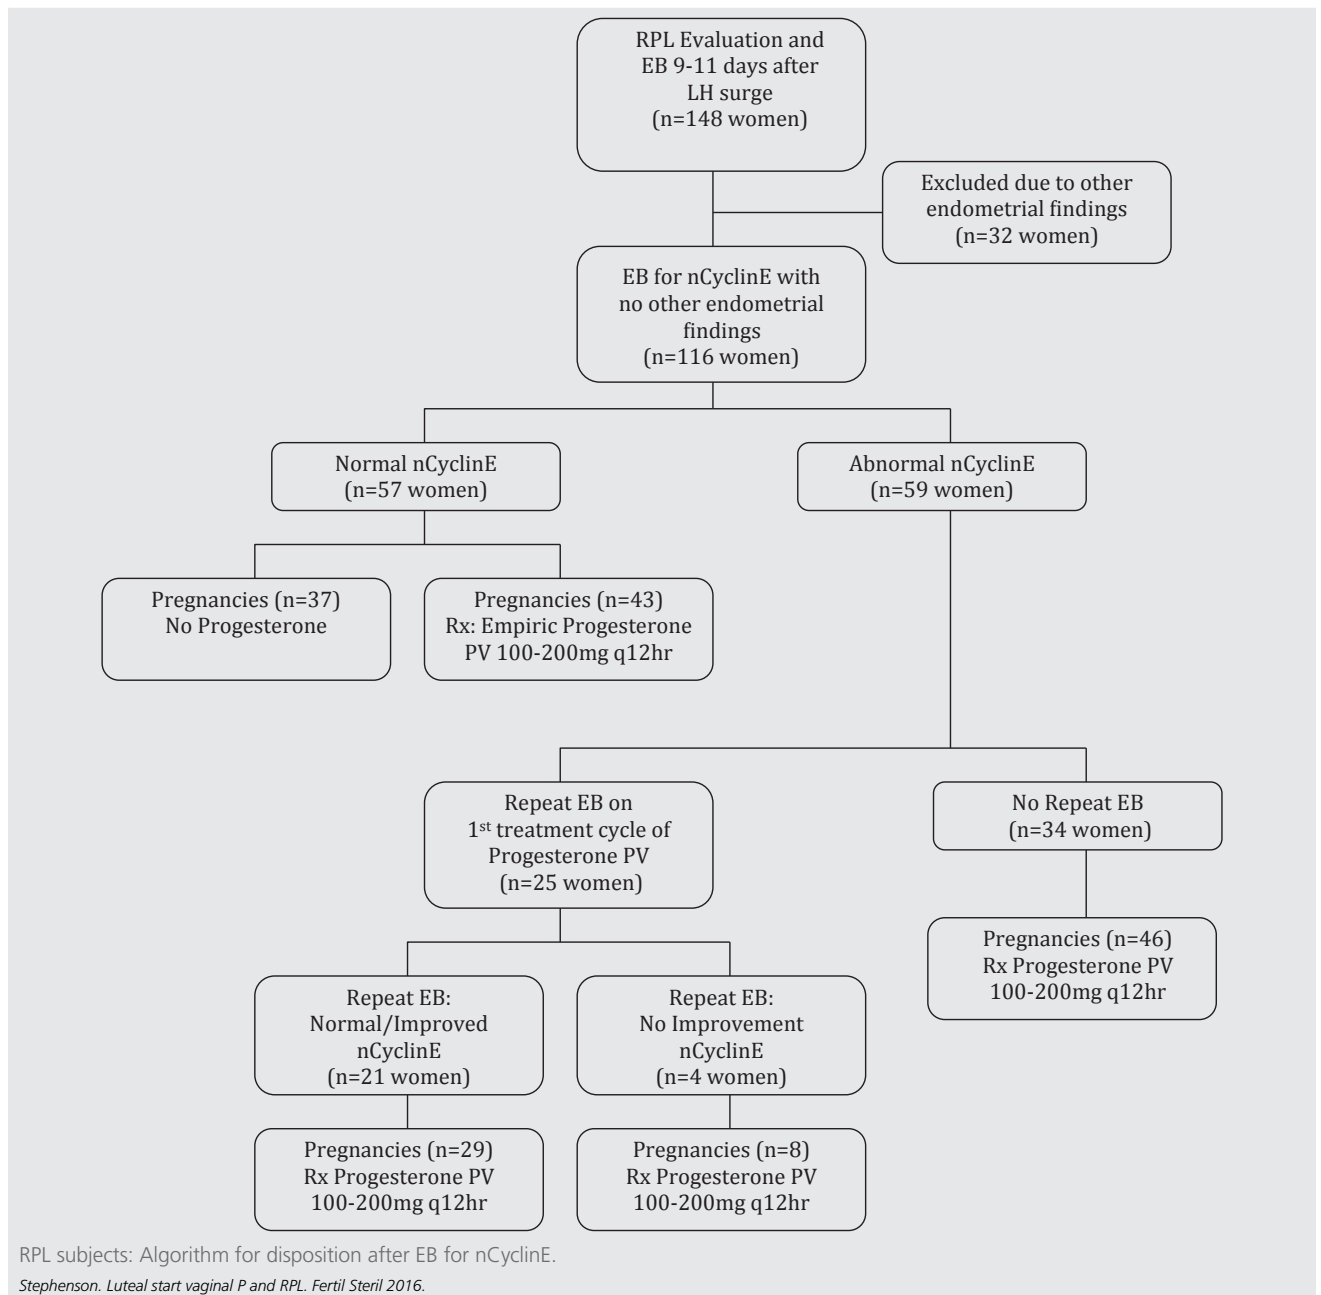 RPL Evaluation and
EB 9-11 days after
LH surge
(n=148 women)
Excluded due to other
endometrial findings
(n=32 women)
EB for nCyclinE with
no other endometrial
findings
(n=116 women)
Normal nCyclinE
(n=57 women)
Abnormal nCyclinE
(n=59 women)
Pregnancies (n=37)
No Progesterone
Pregnancies (n=43)
Rx: Empiric Progesterone
PV 100-200mg q12hr
Repeat EB on
1st treatment cycle of
Progesterone PV
(n=25 women)
No Repeat EB
(n=34 women)
Pregnancies (n=46)
Rx Progesterone PV
100-200mg q12hr
Repeat EB:
Normal/Improved
nCyclinE
(n=21 women)
Repeat EB:
No Improvement
nCyclinE
(n=4 women)
Pregnancies (n=29)
Rx Progesterone PV
100-200mg q12hr
Pregnancies (n=8)
Rx Progesterone PV
100-200mg q12hr
RPL subjects: Algorithm for disposition after EB for nCyclinE.
Stephenson. Luteal start vaginal P and RPL. Fertil Steril 2016.